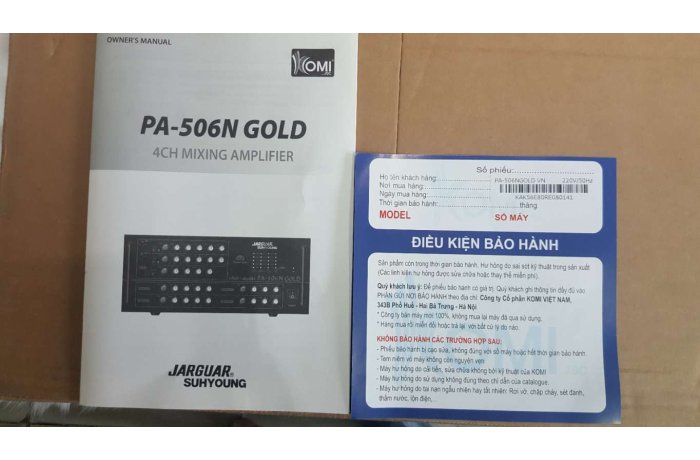 OWNER'S MANUAL
KOMI
JSC
PA-506N GOLD
4CH MIXING AMPLIFIER
JARGUAR
SUHYOUNG
PA-506N GOLD
JARGUAR®
SUHYOUNG
Số phiếu:
Họ tên khách hàng:
PA-506NGOLD VN 220V/50Hz
Nơi mua hàng:
Ngày mua hàng:
KAK56E80RE080141
Thời gian bảo hành: tháng
MODEL SỐ MÁY
ĐIỀU KIỆN BẢO HÀNH
Sản phẩm còn trong thời gian bảo hành. Hư hỏng do sai sót kỹ thuật trong sản xuất
(Các linh kiện hư hỏng được sửa chữa hoặc thay thế miễn phí).
Quý khách lưu ý: Để phiếu bảo hành có giá trị. Quý khách ghi thông tin đầy đủ vào
PHẦN GỬI NƠI BẢO HÀNH theo địa chỉ: Công ty Cổ phần KOMI VIỆT NAM,
343B Phố Huế - Hai Bà Trưng - Hà Nội
* Công ty bán máy mới 100%, không mua lại máy đã qua sử dụng.
* Hàng mua rồi miễn đổi hoặc trả lại với bất cứ lý do nào.
KHÔNG BẢO HÀNH CÁC TRƯỜNG HỢP SAU:
- Phiếu bảo hành bị cạo sửa, không đúng với số máy hoặc hết thời gian bảo hành.
- Tem niêm vỏ máy không còn nguyên vẹn.
- Máy hư hỏng do cải tiến, sửa chữa không bởi kỹ thuật của KOMI
- Máy hư hỏng do sử dụng không đúng theo chỉ dẫn của catalogue.
- Máy hư hỏng do tai nạn ngẫu nhiên hay tất nhiên: Rơi vỡ, chập cháy, sét đánh,
thấm nước, lộn điện...